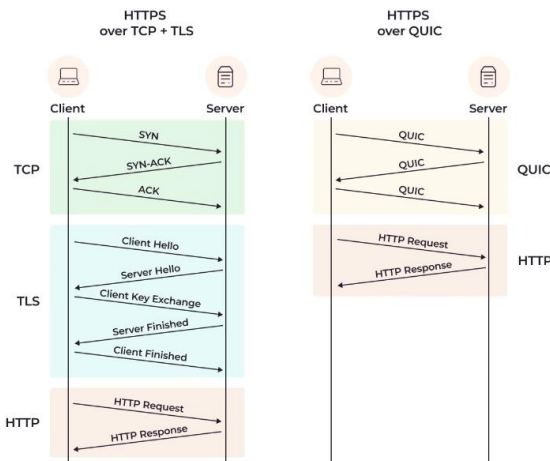 HTTPS
over TCP + TLS
Client
Server
TCP
SYN
SYN-ACK
ACK
TLS
Client Hello
Server Hello
Client Key Exchange
Server Finished
Client Finished
HTTP
HTTP Request
HTTP Response
HTTPS
over QUIC
Client
Server
QUIC
QUIC
QUIC
QUIC
HTTP Request
HTTP Response
HTTP